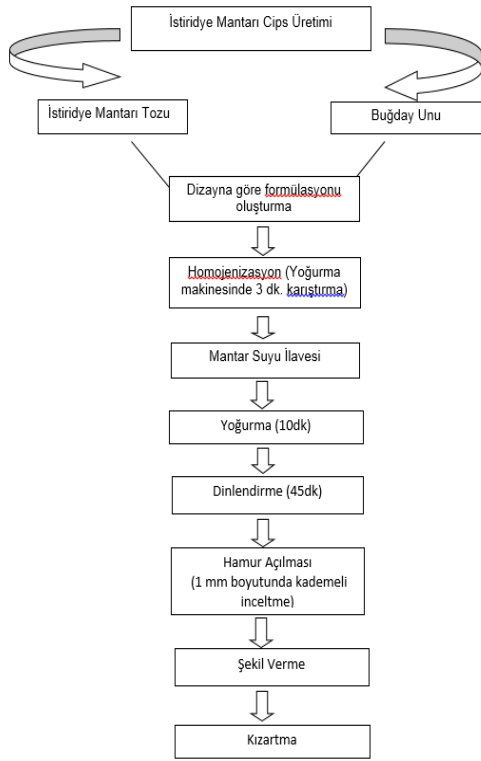 İstiridye Mantarı Cips Üretimi
İstiridye Mantarı Tozu
Buğday Unu
Dizayna göre formülasyonu
oluşturma
Homojenizasyon (Yoğurma
makinesinde 3 dk. karıştırma)
Mantar Suyu İlavesi
Yoğurma (10dk)
Dinlendirme (45dk)
Hamur Açılması
(1 mm boyutunda kademeli
inceltme)
Şekil Verme
Kızartma